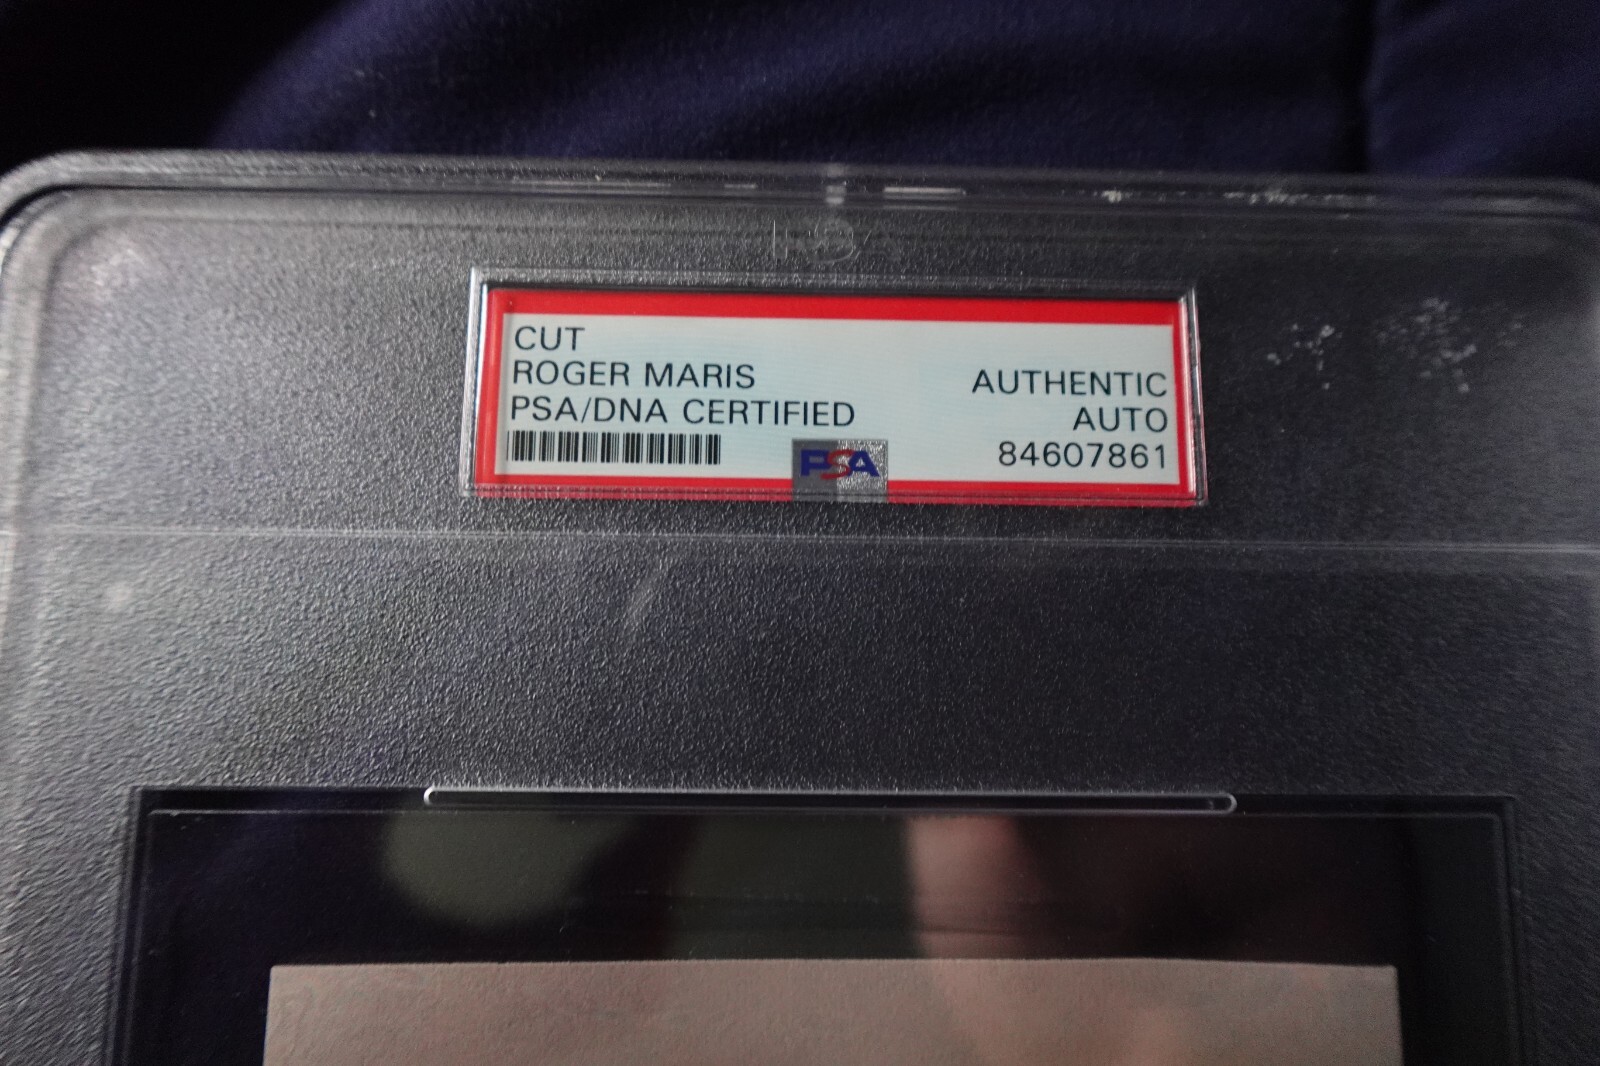 CUT
ROGER MARIS
PSA/DNA CERTIFIED
AUTHENTIC
AUTO
84607861
PSA